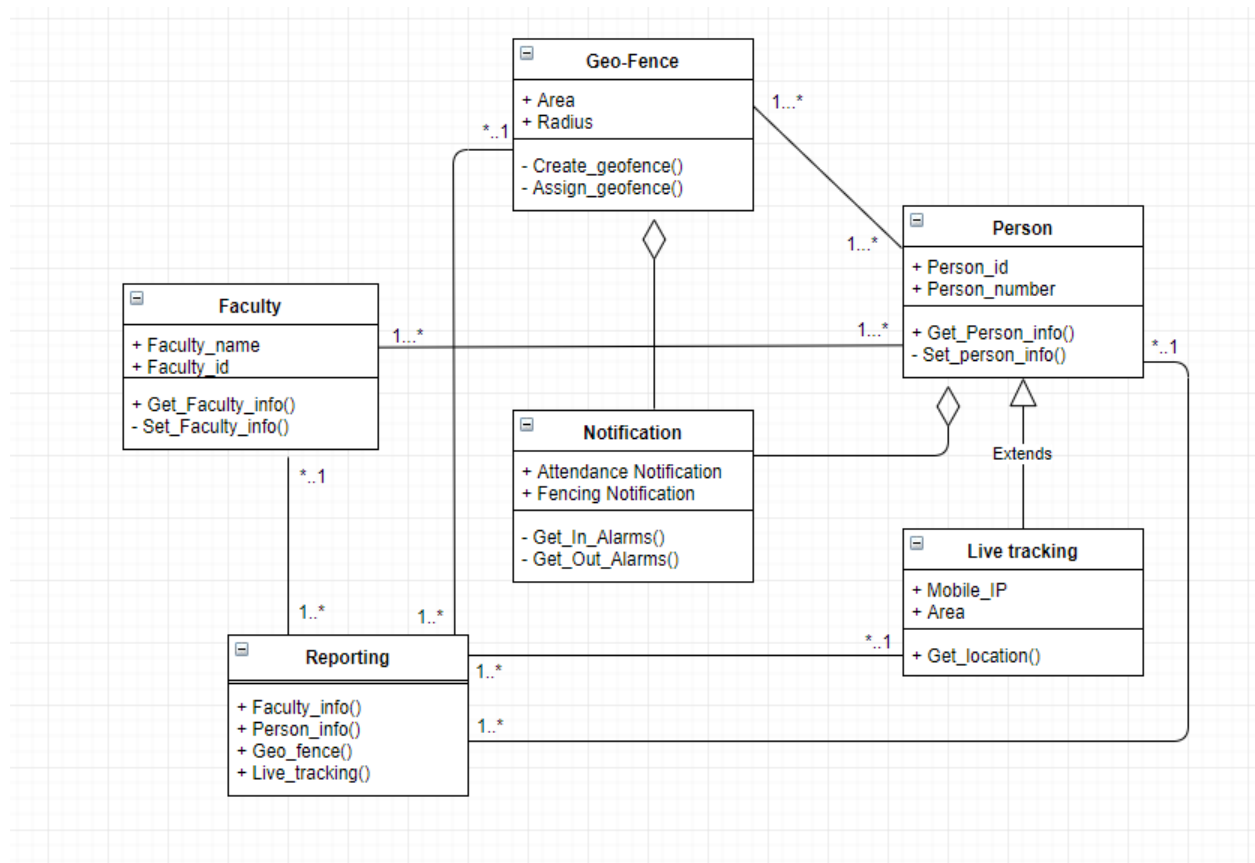 Geo-Fence
+ Area
+ Radius
- Create_geofence()
- Assign_geofence()
1...*
*..1
1...*
Person
+ Person_id
+ Person_number
+ Get_Person_info()
- Set_person_info()
Faculty
+ Faculty_name
+ Faculty_id
+ Get_Faculty_info()
- Set_Faculty_info()
1...*
1...*
*..1
*..1
Notification
+ Attendance Notification
+ Fencing Notification
- Get_In_Alarms()
- Get_Out_Alarms()
Extends
Live tracking
+ Mobile_IP
+ Area
+ Get_location()
1..*
1..*
*..1
Reporting
+ Faculty_info()
+ Person_info()
+ Geo_fence()
+ Live_tracking()
1..*
1..*